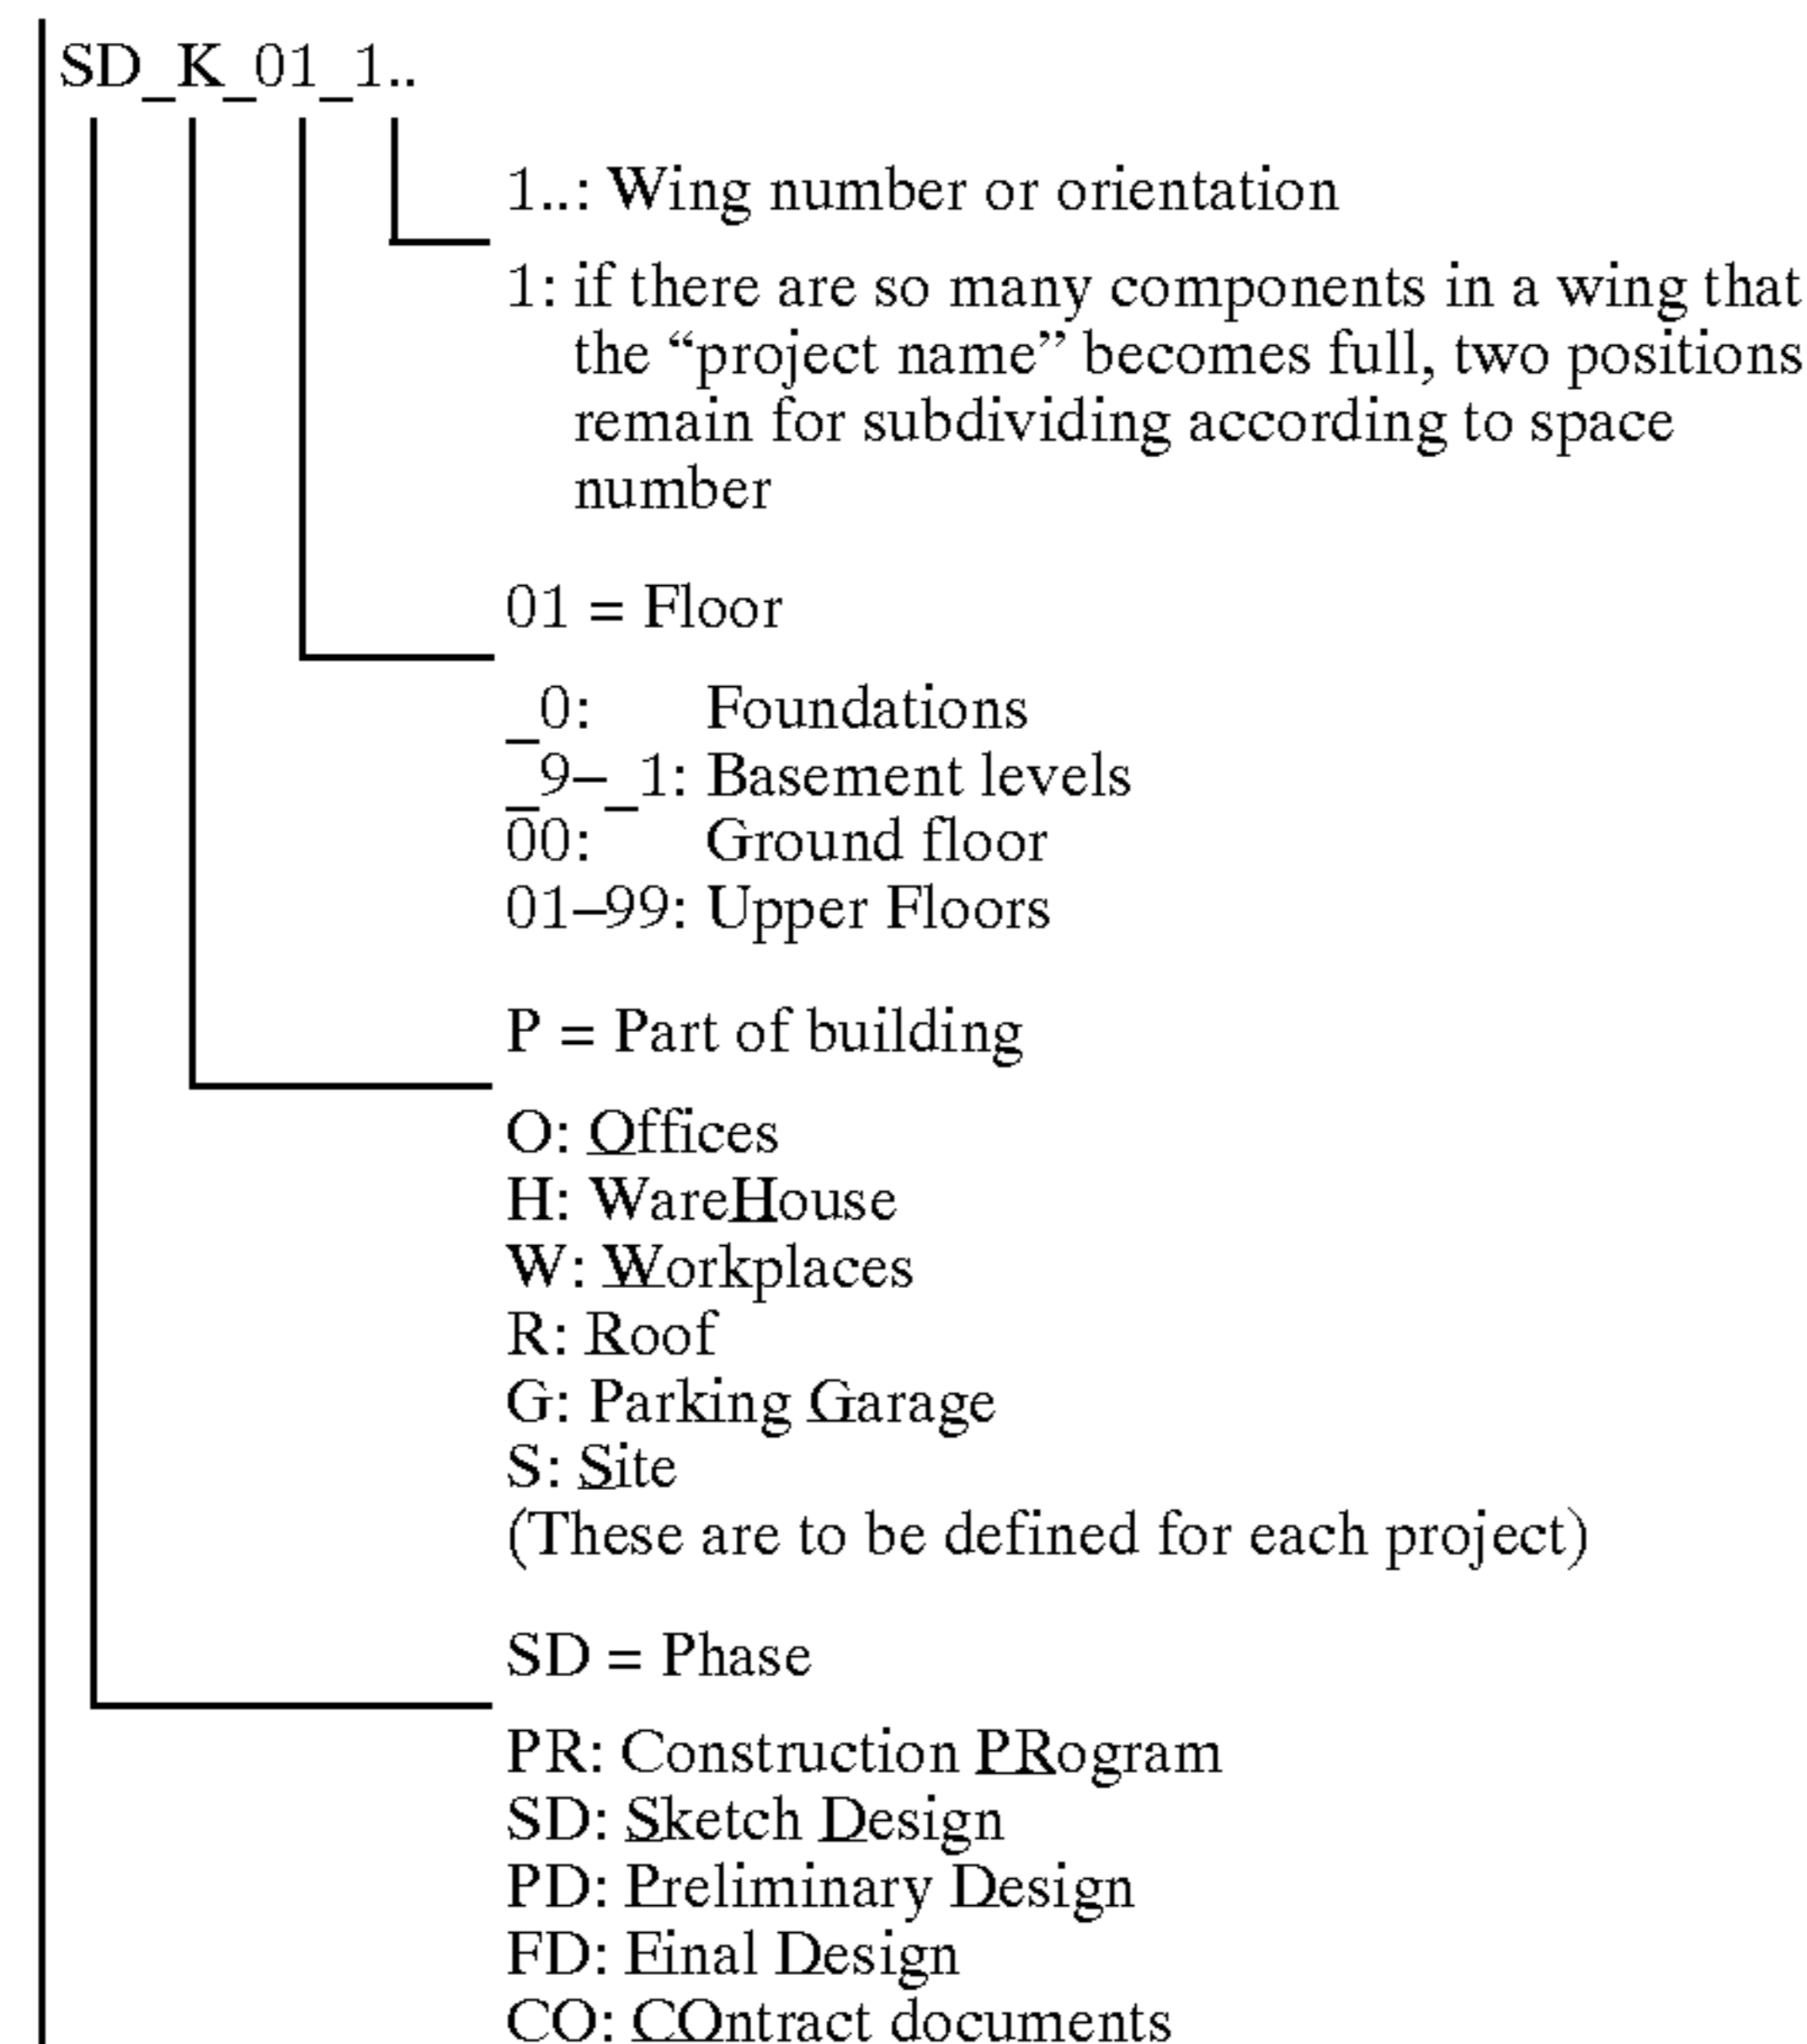 SD_K_01_1..
1..: Wing number or orientation
1: if there are so many components in a wing that
the “project name” becomes full, two positions
remain for subdividing according to space
number
01 = Floor
_0: Foundations
_9–_1: Basement levels
00: Ground floor
01–99: Upper Floors
P = Part of building
O: Offices
H: WareHouse
W: Workplaces
R: Roof
G: Parking Garage
S: Site
(These are to be defined for each project)
SD = Phase
PR: Construction PRogram
SD: Sketch Design
PD: Preliminary Design
FD: Final Design
CO: COntract documents